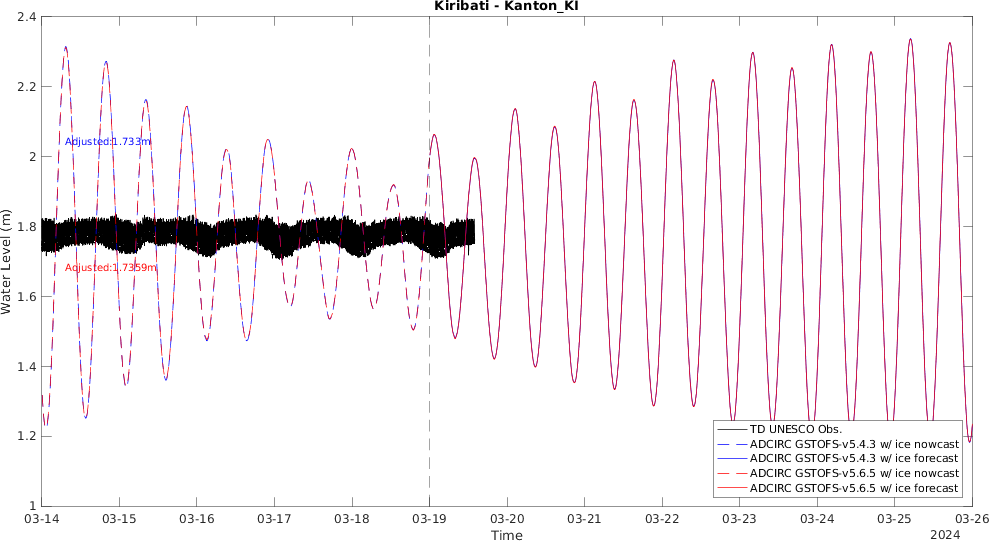 Kiribati - Kanton_KI
2.4
2.2
2
1.8
1.6
1.4
1.2
1
Water Level (m)
Adjusted:1.733m
Adjusted:1.7359m
TD UNESCO Obs.
ADCIRC GSTOFS-v5.4.3 w/ ice nowcast
ADCIRC GSTOFS-v5.4.3 w/ ice forecast
ADCIRC GSTOFS-v5.6.5 w/ ice nowcast
ADCIRC GSTOFS-v5.6.5 w/ ice forecast
03-14 03-15 03-16 03-17 03-18 03-19 03-20 03-21 03-22 03-23 03-24 03-25 03-26
Time
2024